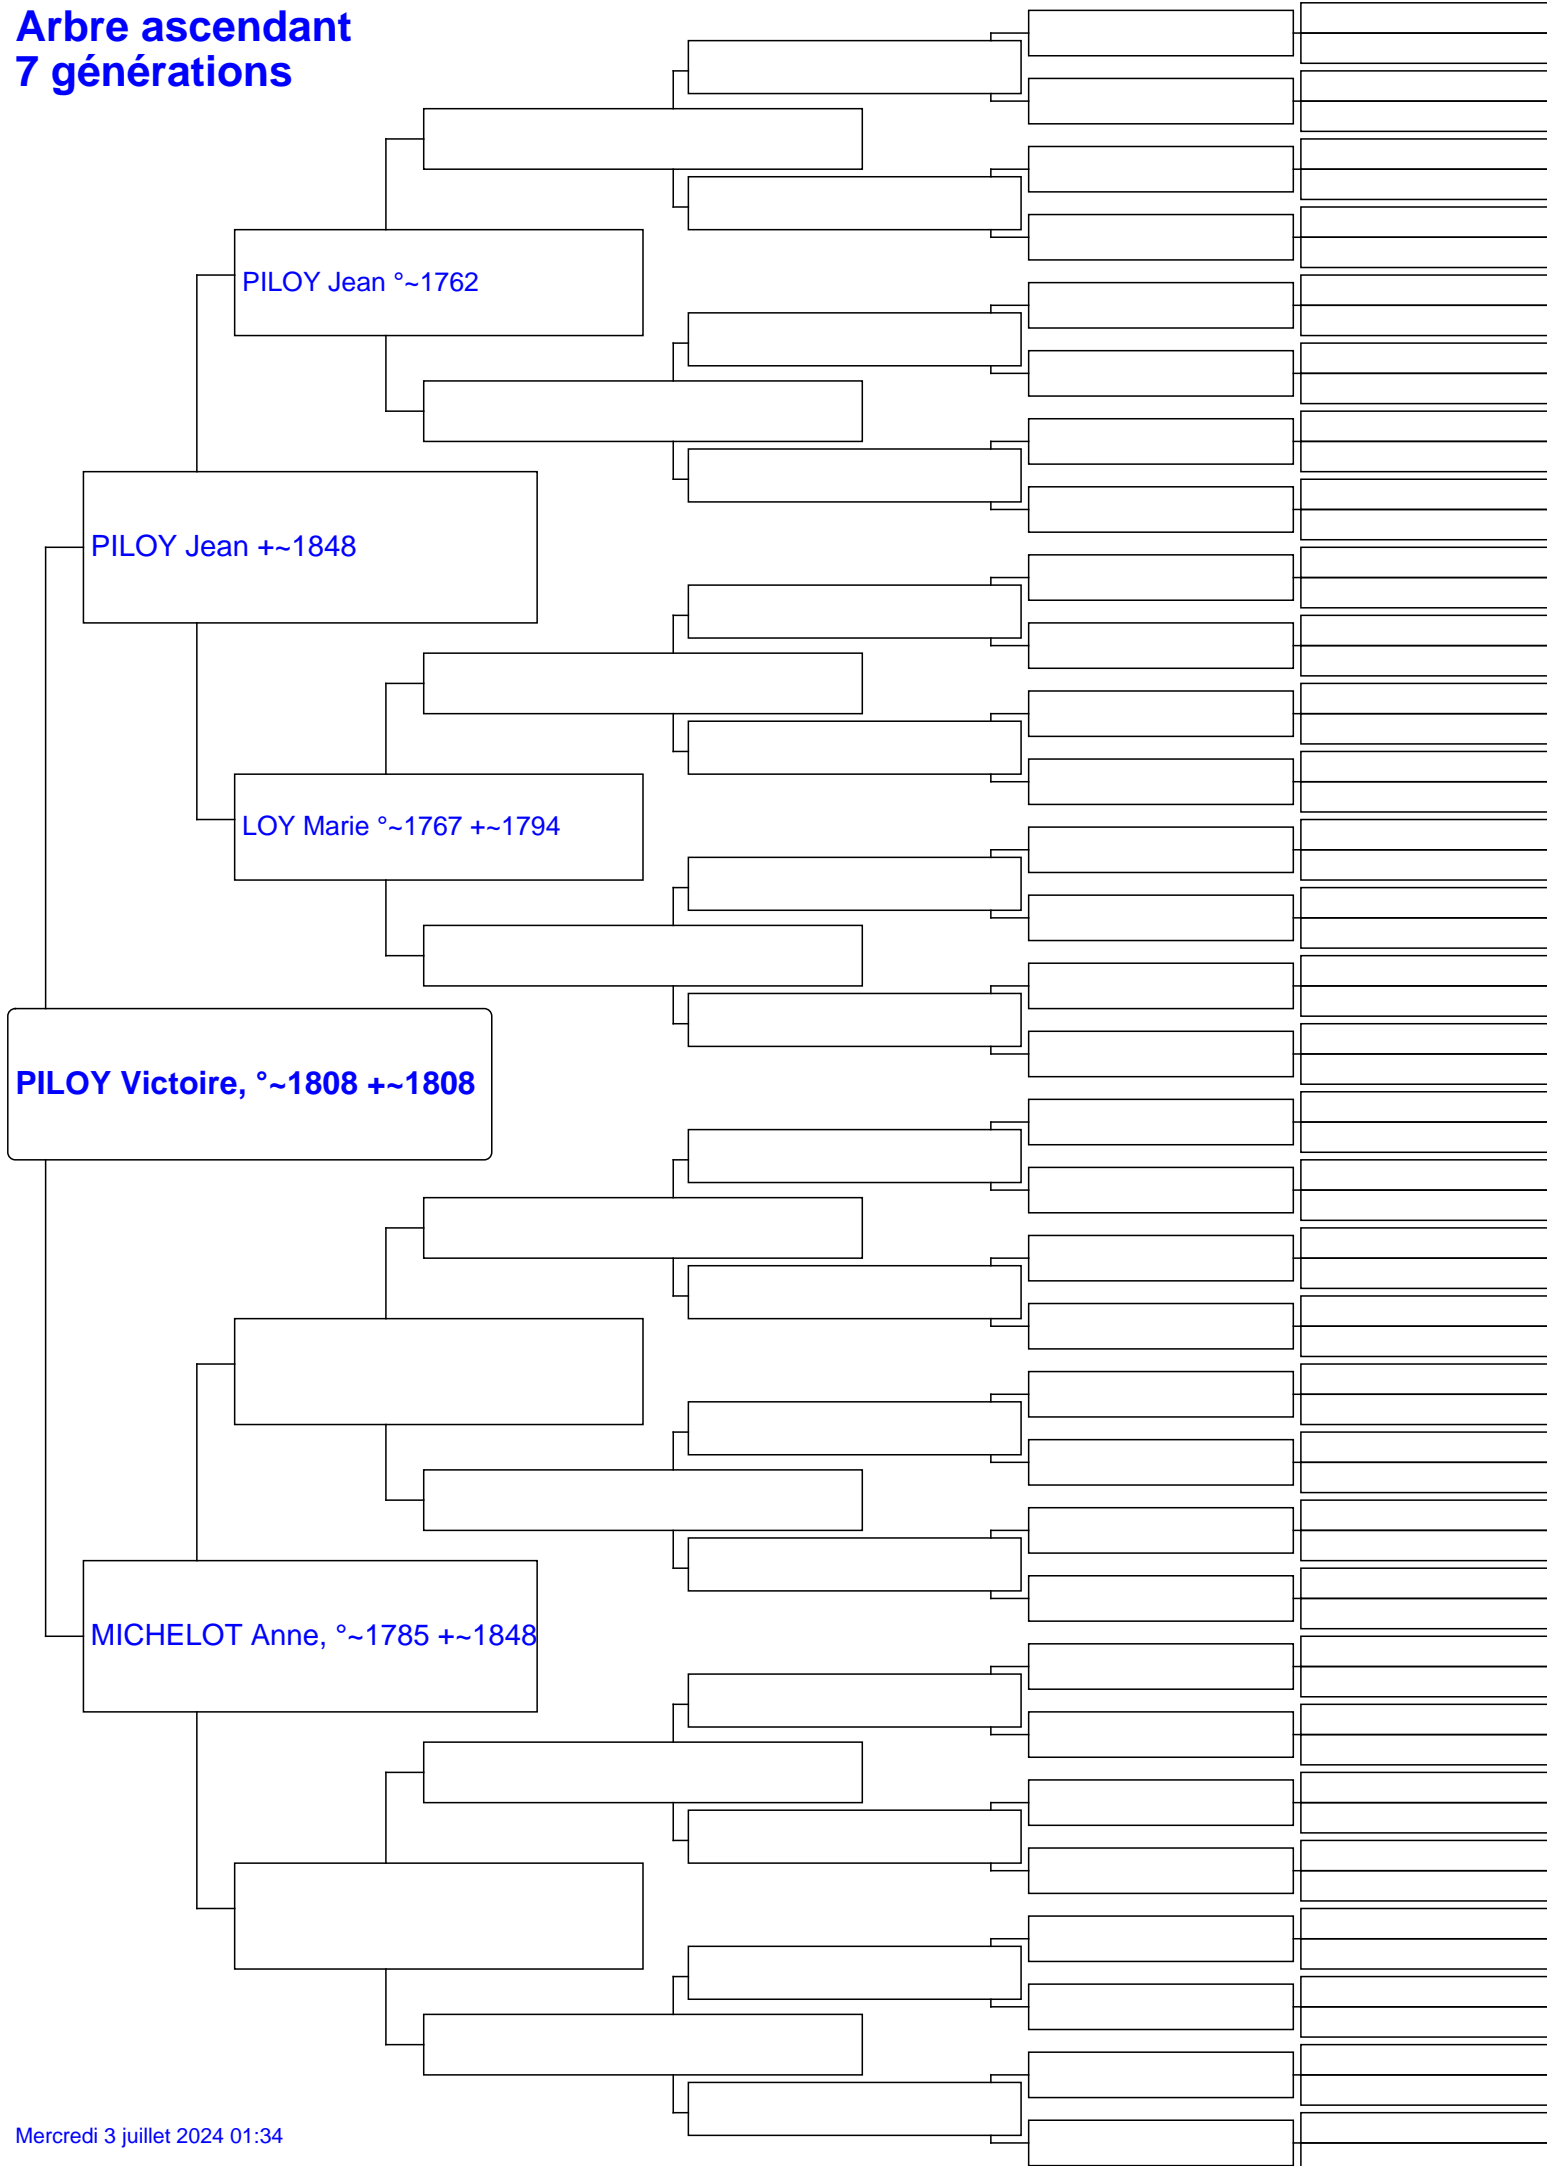 Arbre ascendant
7 générations
PILOY Jean °~1762
PILOY Jean +~1848
LOY Marie °~1767 +~1794
PILOY Victoire, °~1808 +~1808
MICHELOT Anne, °~1785 +~1848
Mercredi 3 juillet 2024 01:34